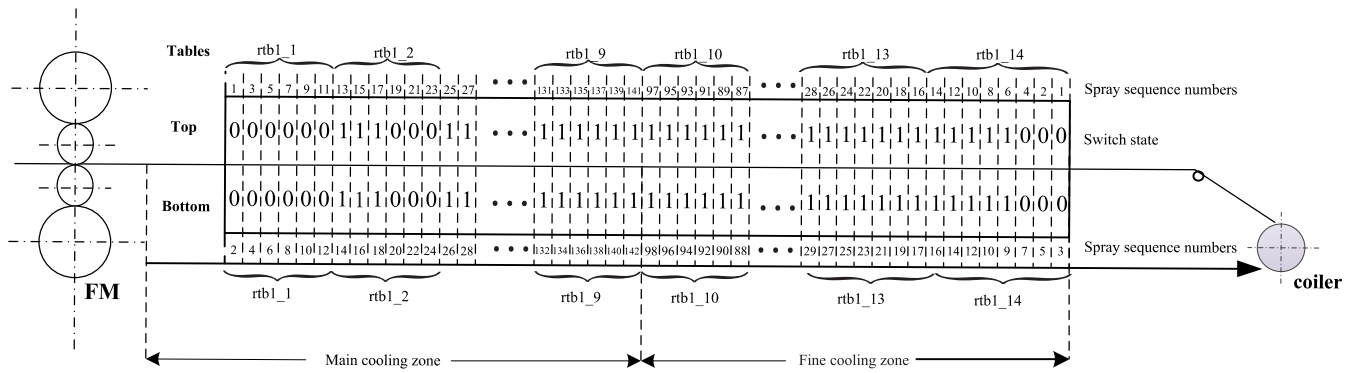 rtb1_1 rtb1_2 rtb1_9 rtb1_10 rtb1_13 rtb1_14
Tables
1 3 5 7 9 11 13 15 17 19 21 23 25 27 ••• 131 133 135 137 139 141 97 95 93 91 89 87 ••• 28 26 24 22 20 18 16 14 12 10 8 6 4 2 1 Spray sequence numbers
Top 0 0 0 0 0 0 1 1 1 0 0 0 1 1 ••• 1 1 1 1 1 1 1 1 1 1 1 1 ••• 1 1 1 1 1 1 1 1 1 1 1 1 0 0 0 Switch state
Bottom 0 0 0 0 0 0 1 1 1 0 0 0 1 1 ••• 1 1 1 1 1 1 1 1 1 1 1 1 ••• 1 1 1 1 1 1 1 1 1 1 1 1 0 0 0
2 4 6 8 10 12 14 16 18 20 22 24 26 28 ••• 132 134 136 138 140 142 98 96 94 92 90 88 ••• 29 27 25 23 21 19 17 16 14 12 10 9 7 5 3 Spray sequence numbers
FM
coiler
rtb1_1 rtb1_2 rtb1_9 rtb1_10 rtb1_13 rtb1_14
Main cooling zone Fine cooling zone